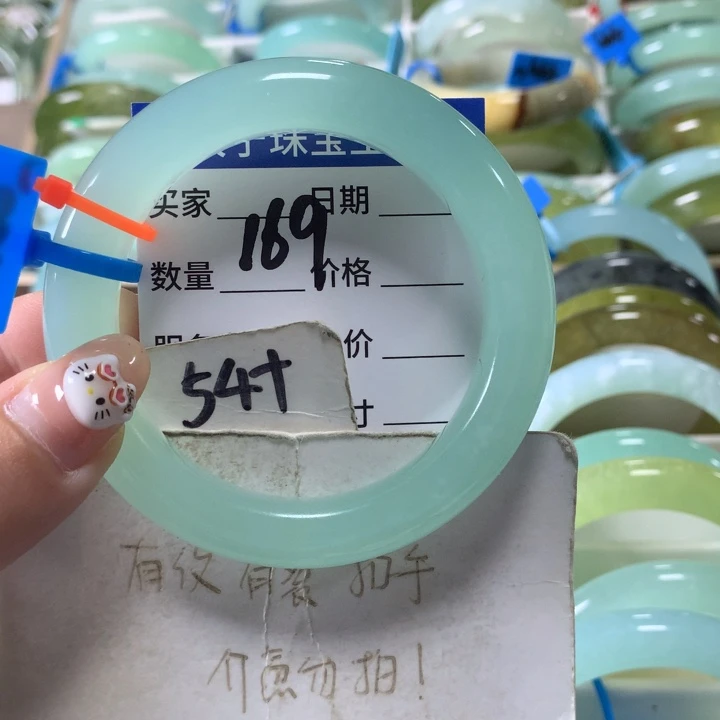 珠宝
买家 日期
169
数量 价格
价
54+
寸
有纹 有裂 扣手
介意勿拍!